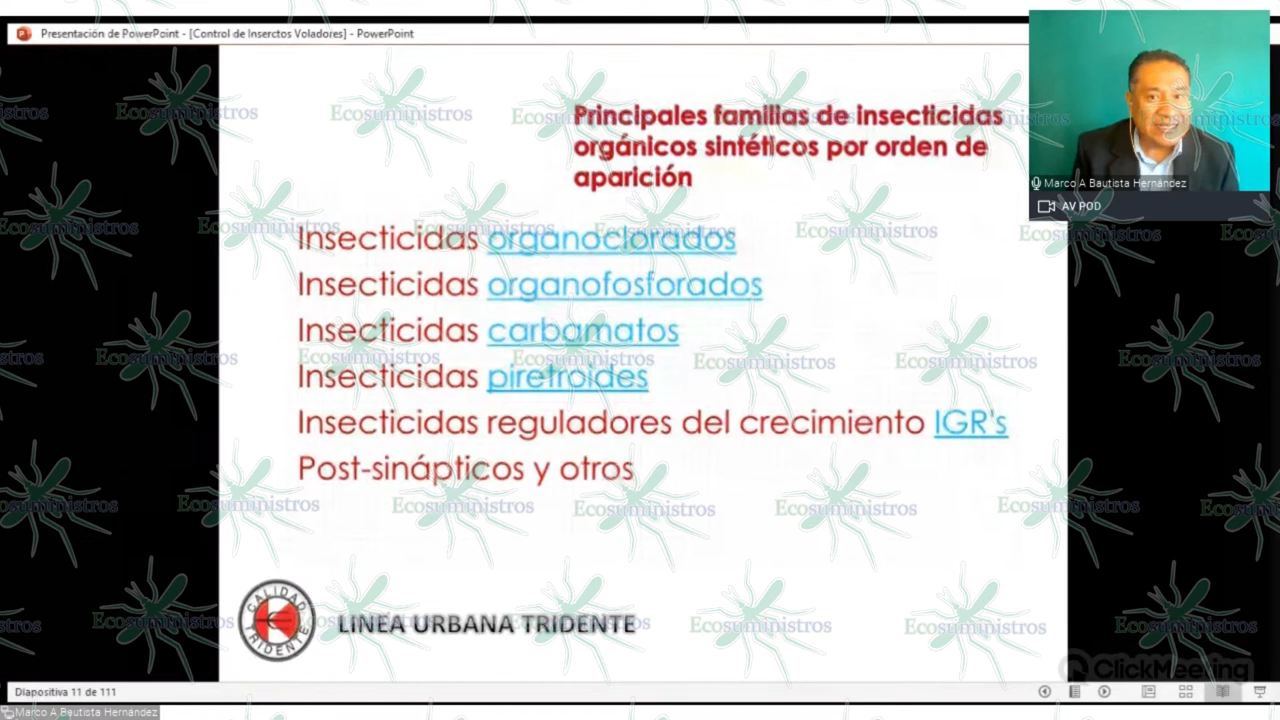 Presentación de PowerPoint - [Control de Inserctos Voladores] - PowerPoint
Principales familias de insecticidas
orgánicos sintéticos por orden de
aparición
Marco A Bautista Hernández
AV POD
Insecticidas organoclorados
Insecticidas organofosforados
Insecticidas carbamatos
Insecticidas piretroides
Insecticidas reguladores del crecimiento IGR's
Post-sinápticos y otros
CALIDAD
TRIDENTE
LINEA URBANA TRIDENTE
Ecosuministros
ClickMeeting
Diapositiva 11 de 111
Marco A Bautista Hernández